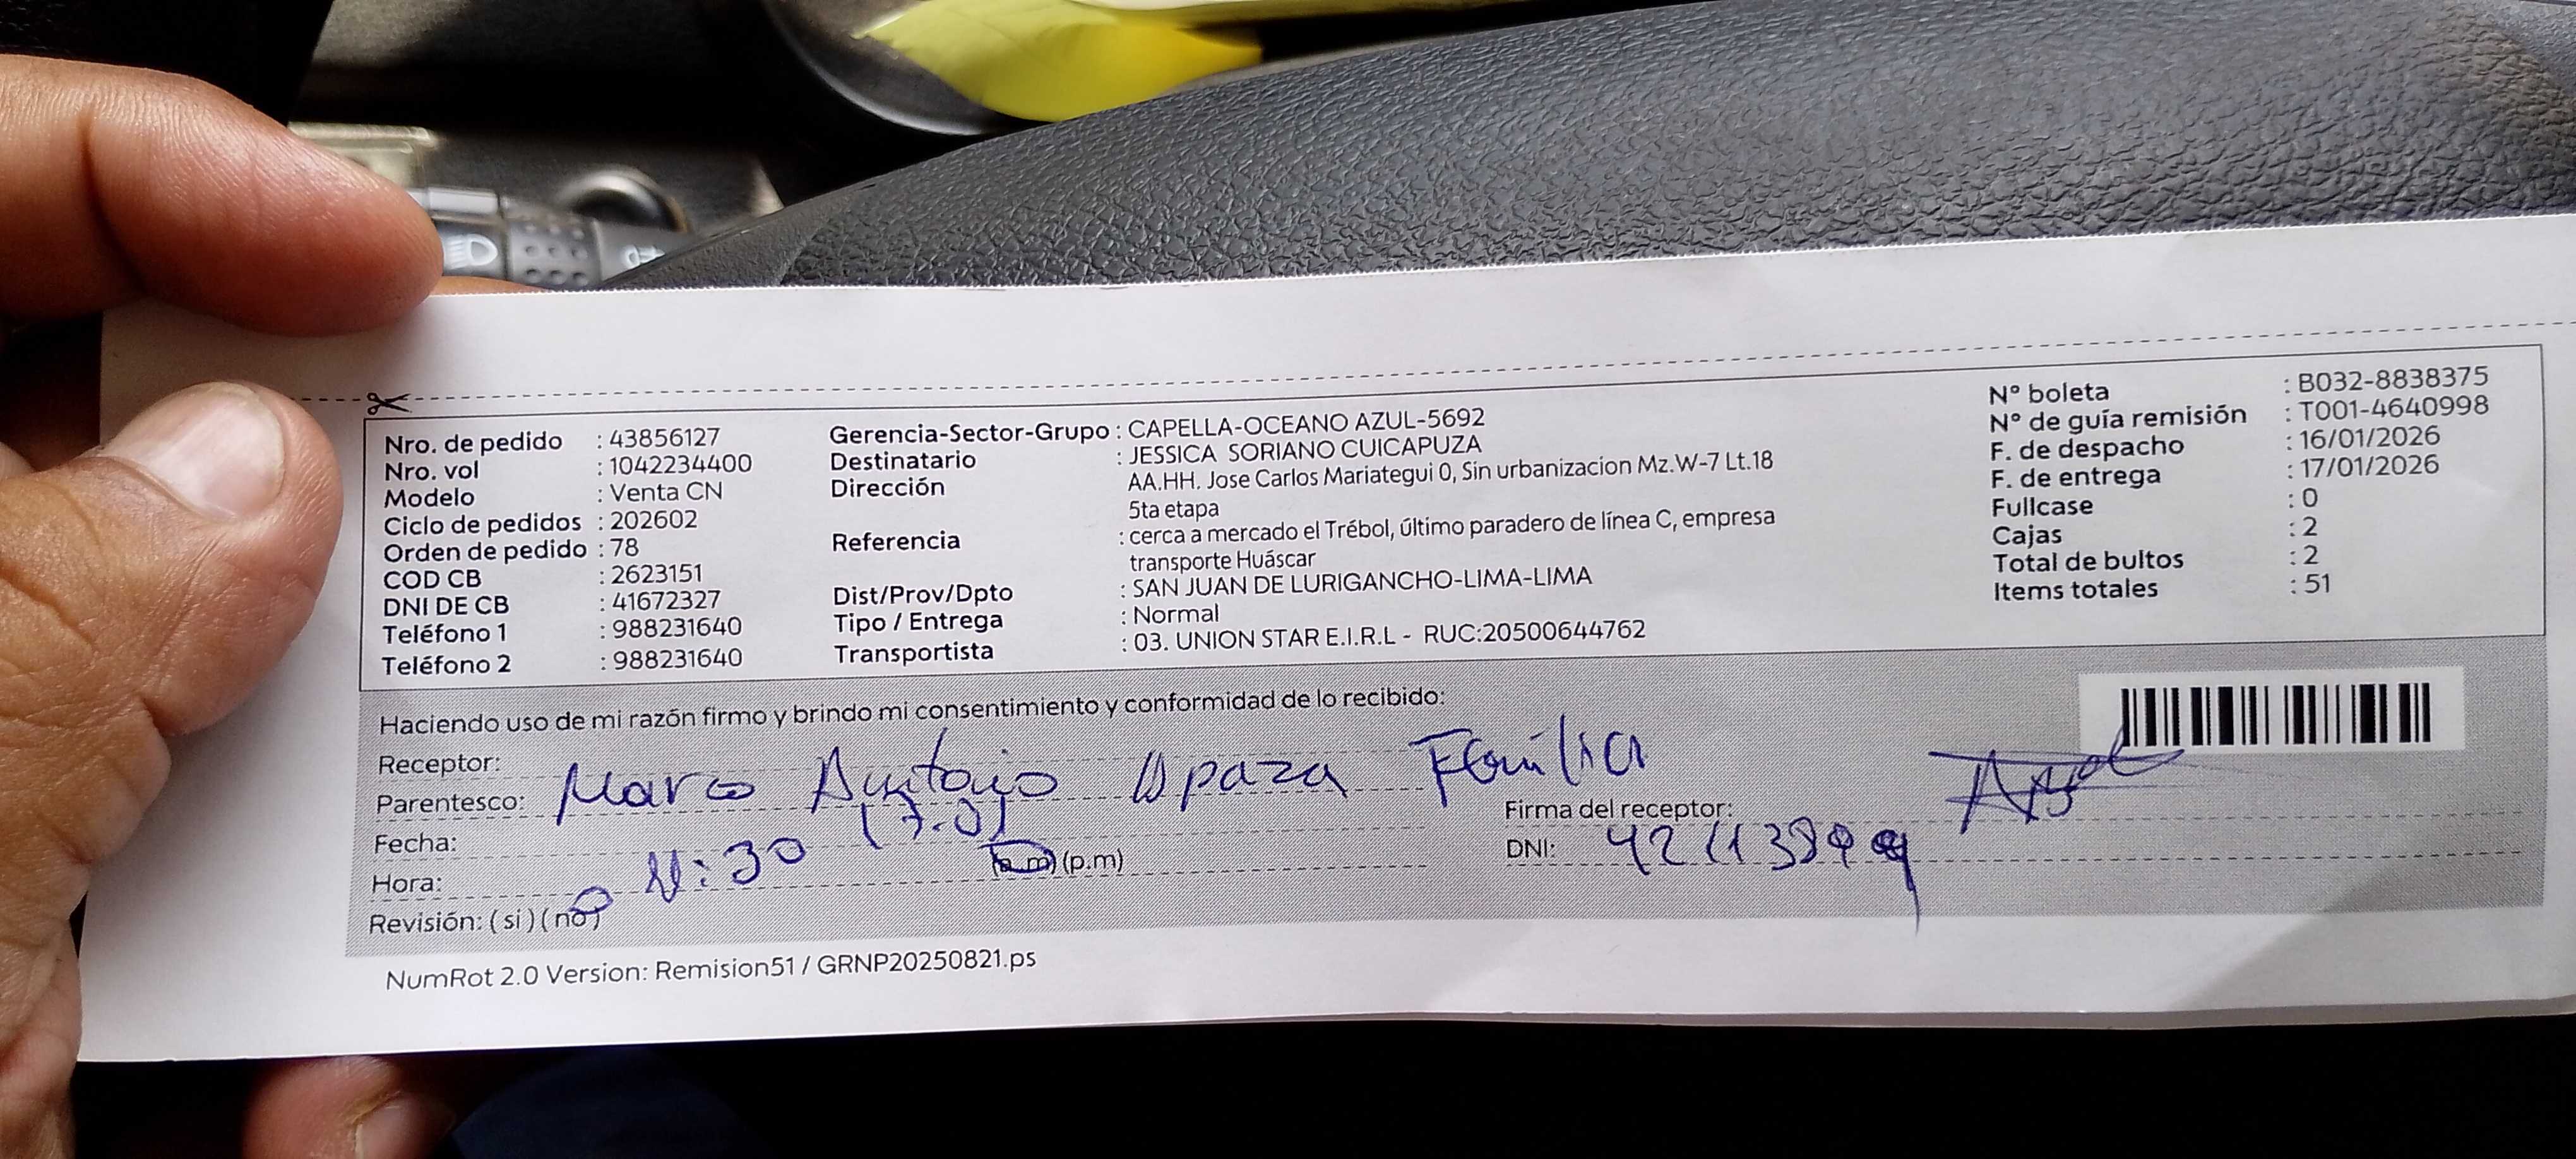 Nro. de pedido : 43856127
Nro. vol : 1042234400
Modelo : Venta CN
Ciclo de pedidos : 202602
Orden de pedido : 78
COD CB : 2623151
DNI DE CB : 41672327
Teléfono 1 : 988231640
Teléfono 2 : 988231640
Gerencia-Sector-Grupo : CAPELLA-OCEANO AZUL-5692
Destinatario : JESSICA SORIANO CUICAPUZA
Dirección AA.HH. Jose Carlos Mariategui 0, Sin urbanizacion Mz.W-7 Lt.18
5ta etapa
Referencia : cerca a mercado el Trébol, último paradero de línea C, empresa
transporte Huáscar
Dist/Prov/Dpto : SAN JUAN DE LURIGANCHO-LIMA-LIMA
Tipo / Entrega : Normal
Transportista : 03. UNION STAR E.I.R.L - RUC:20500644762
N° boleta : B032-8838375
N° de guía remisión : T001-4640998
F. de despacho : 16/01/2026
F. de entrega : 17/01/2026
Fullcase : 0
Cajas : 2
Total de bultos : 2
Items totales : 51
Haciendo uso de mi razón firmo y brindo mi consentimiento y conformidad de lo recibido:
Receptor:
Parentesco: Marco Antonio Apaza Familia
Fecha:
Hora: 11:30 (a.m) (p.m)
Revisión: (si) (no)
Firma del receptor:
DNI:
NumRot 2.0 Version: Remision51 / GRNP20250821.ps